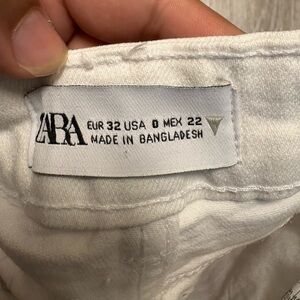 ZARA
EUR 32 USA 0 MEX 22
MADE IN BANGLADESH